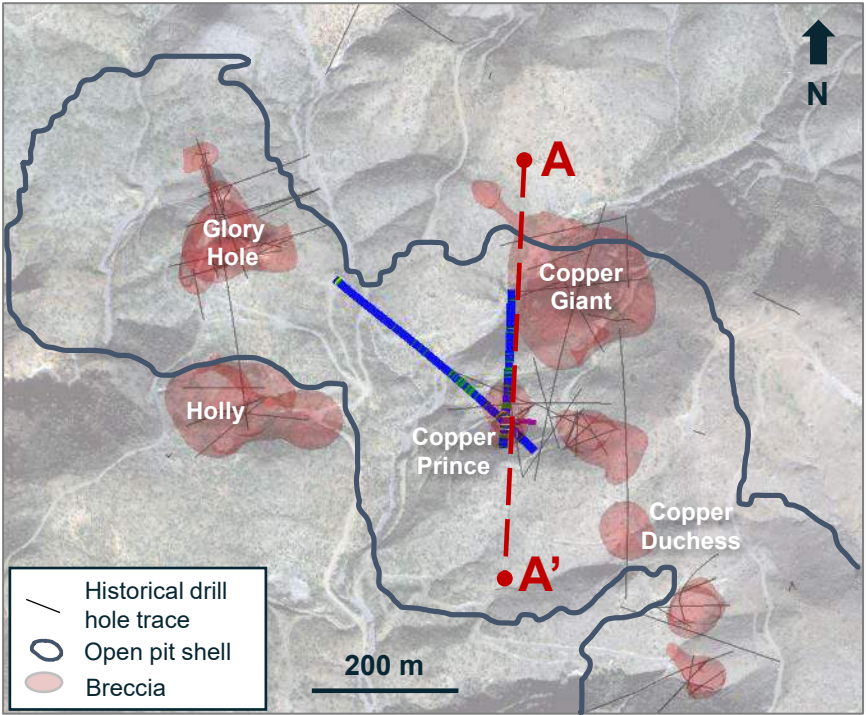 N
A
Glory
Hole
Copper
Giant
Holly
Copper
Prince
Copper
Duchess
A’
Historical drill
hole trace
Open pit shell
Breccia
200 m